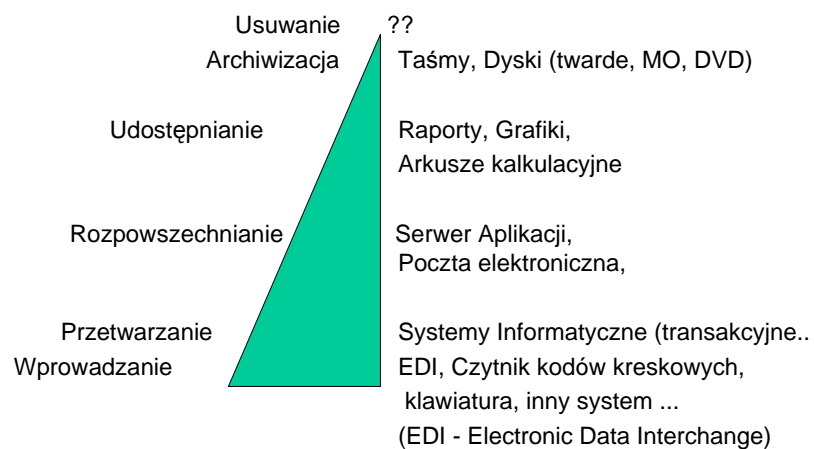 Usuwanie ??
Archiwizacja Taśmy, Dyski (twarde, MO, DVD)
Udostępnianie Raporty, Grafiki,
Arkusze kalkulacyjne
Rozpowszechnianie Serwer Aplikacji,
Poczta elektroniczna,
Przetwarzanie Systemy Informatyczne (transakcyjne..
Wprowadzanie EDI, Czytnik kodów kreskowych,
klawiatura, inny system ...
(EDI - Electronic Data Interchange)